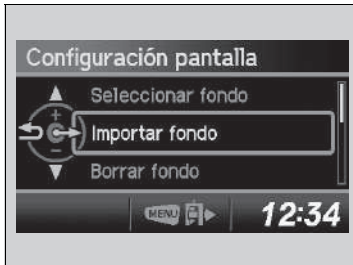 Configuración pantalla
Seleccionar fondo
Importar fondo
Borrar fondo
MENU
12:34